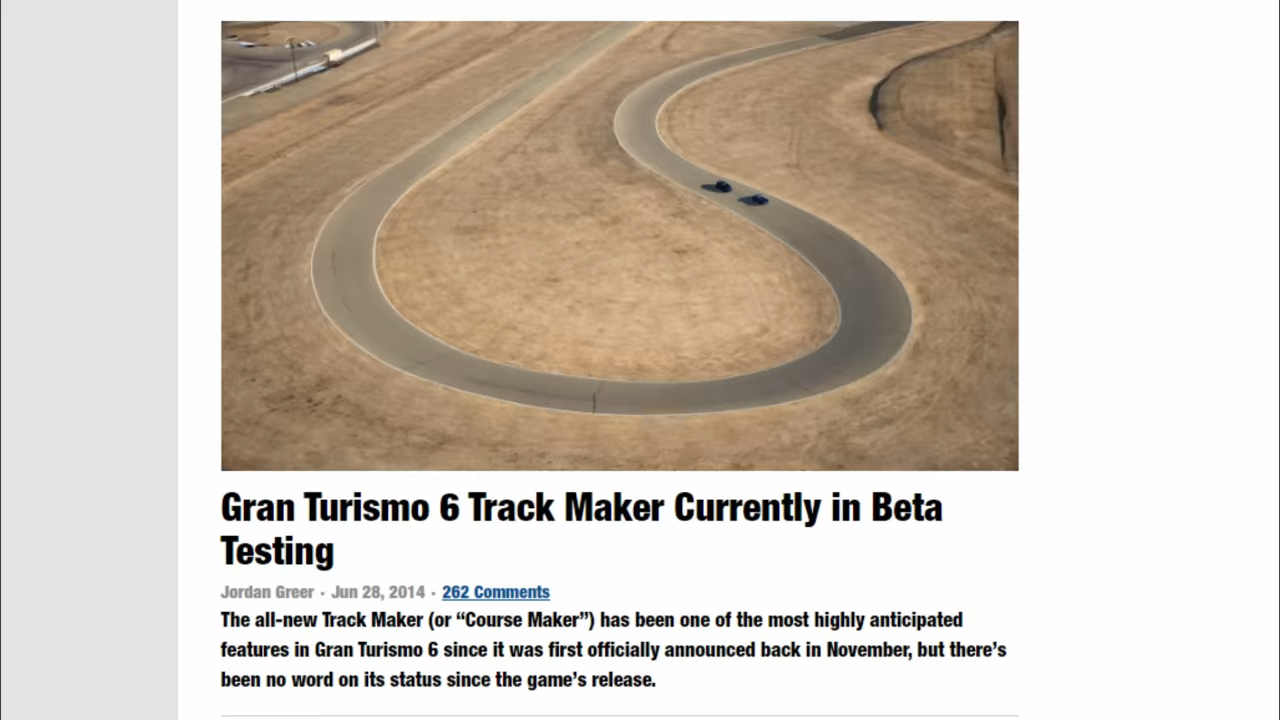 Gran Turismo 6 Track Maker Currently in Beta
Testing
Jordan Greer · Jun 28, 2014 · 262 Comments
The all-new Track Maker (or “Course Maker”) has been one of the most highly anticipated
features in Gran Turismo 6 since it was first officially announced back in November, but there’s
been no word on its status since the game’s release.